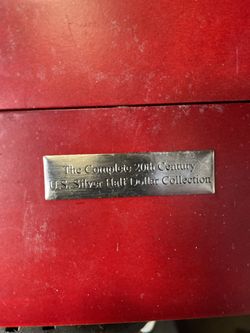 The Complete 20th Century
U.S. Silver Half Dollar Collection